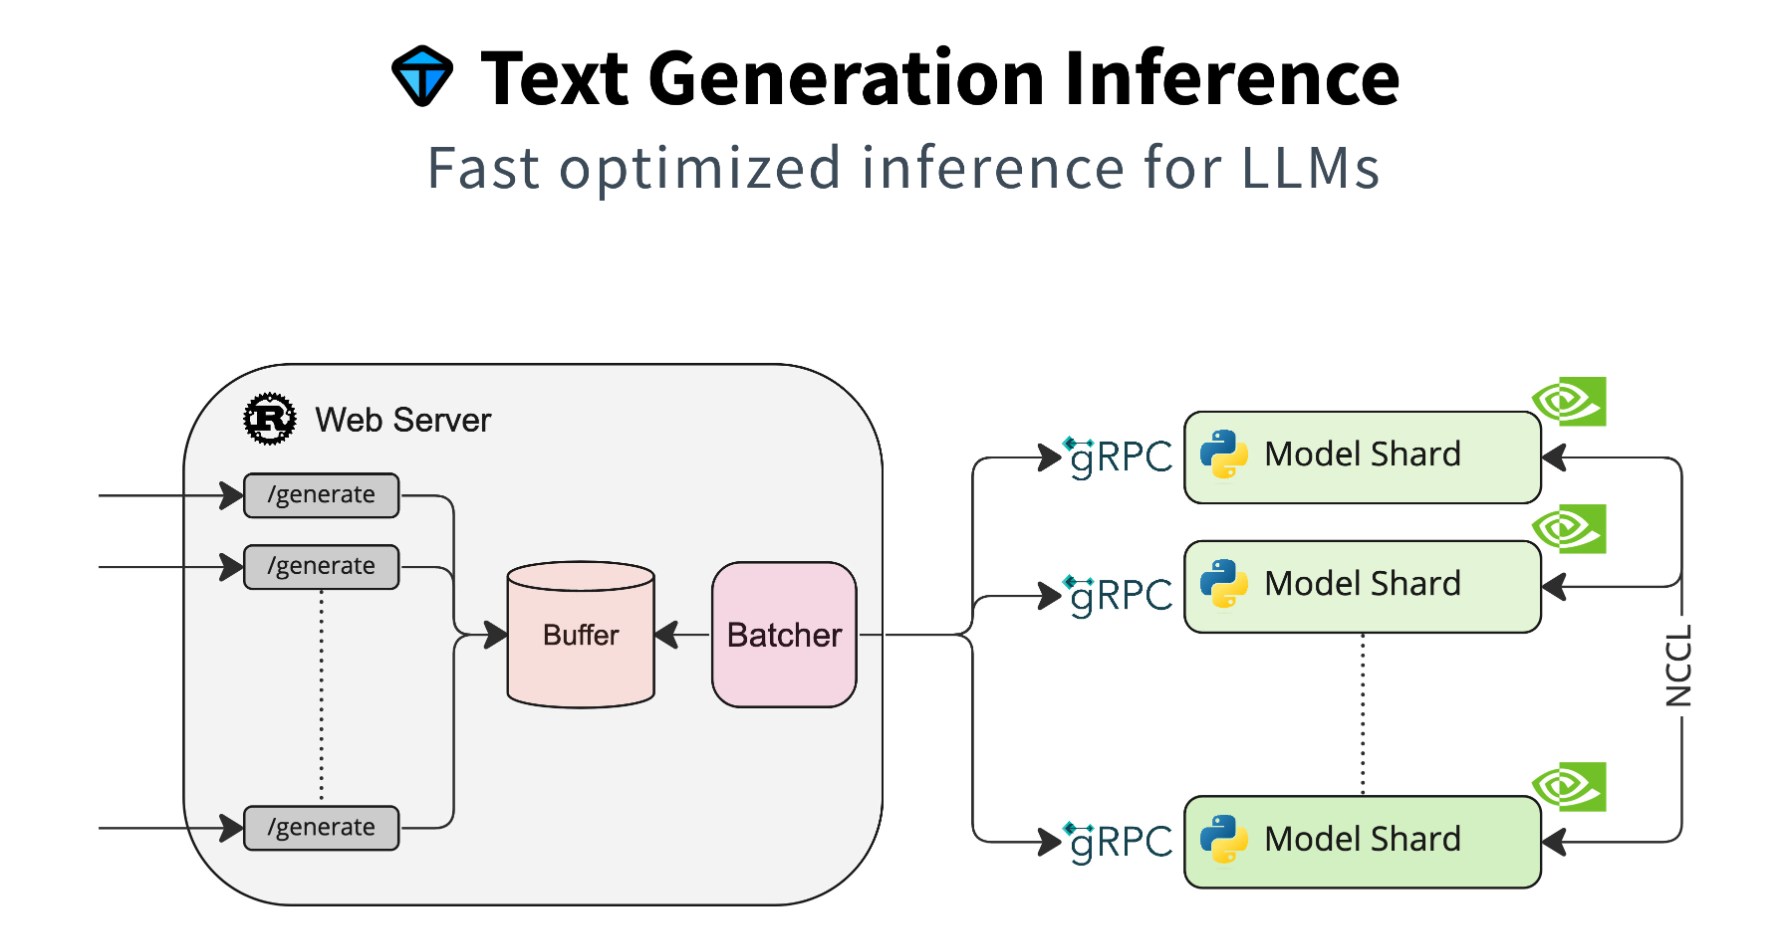 Text Generation Inference
Fast optimized inference for LLMs
Web Server
/generate
/generate
/generate
Buffer
Batcher
gRPC
Model Shard
gRPC
Model Shard
gRPC
Model Shard
NCCL